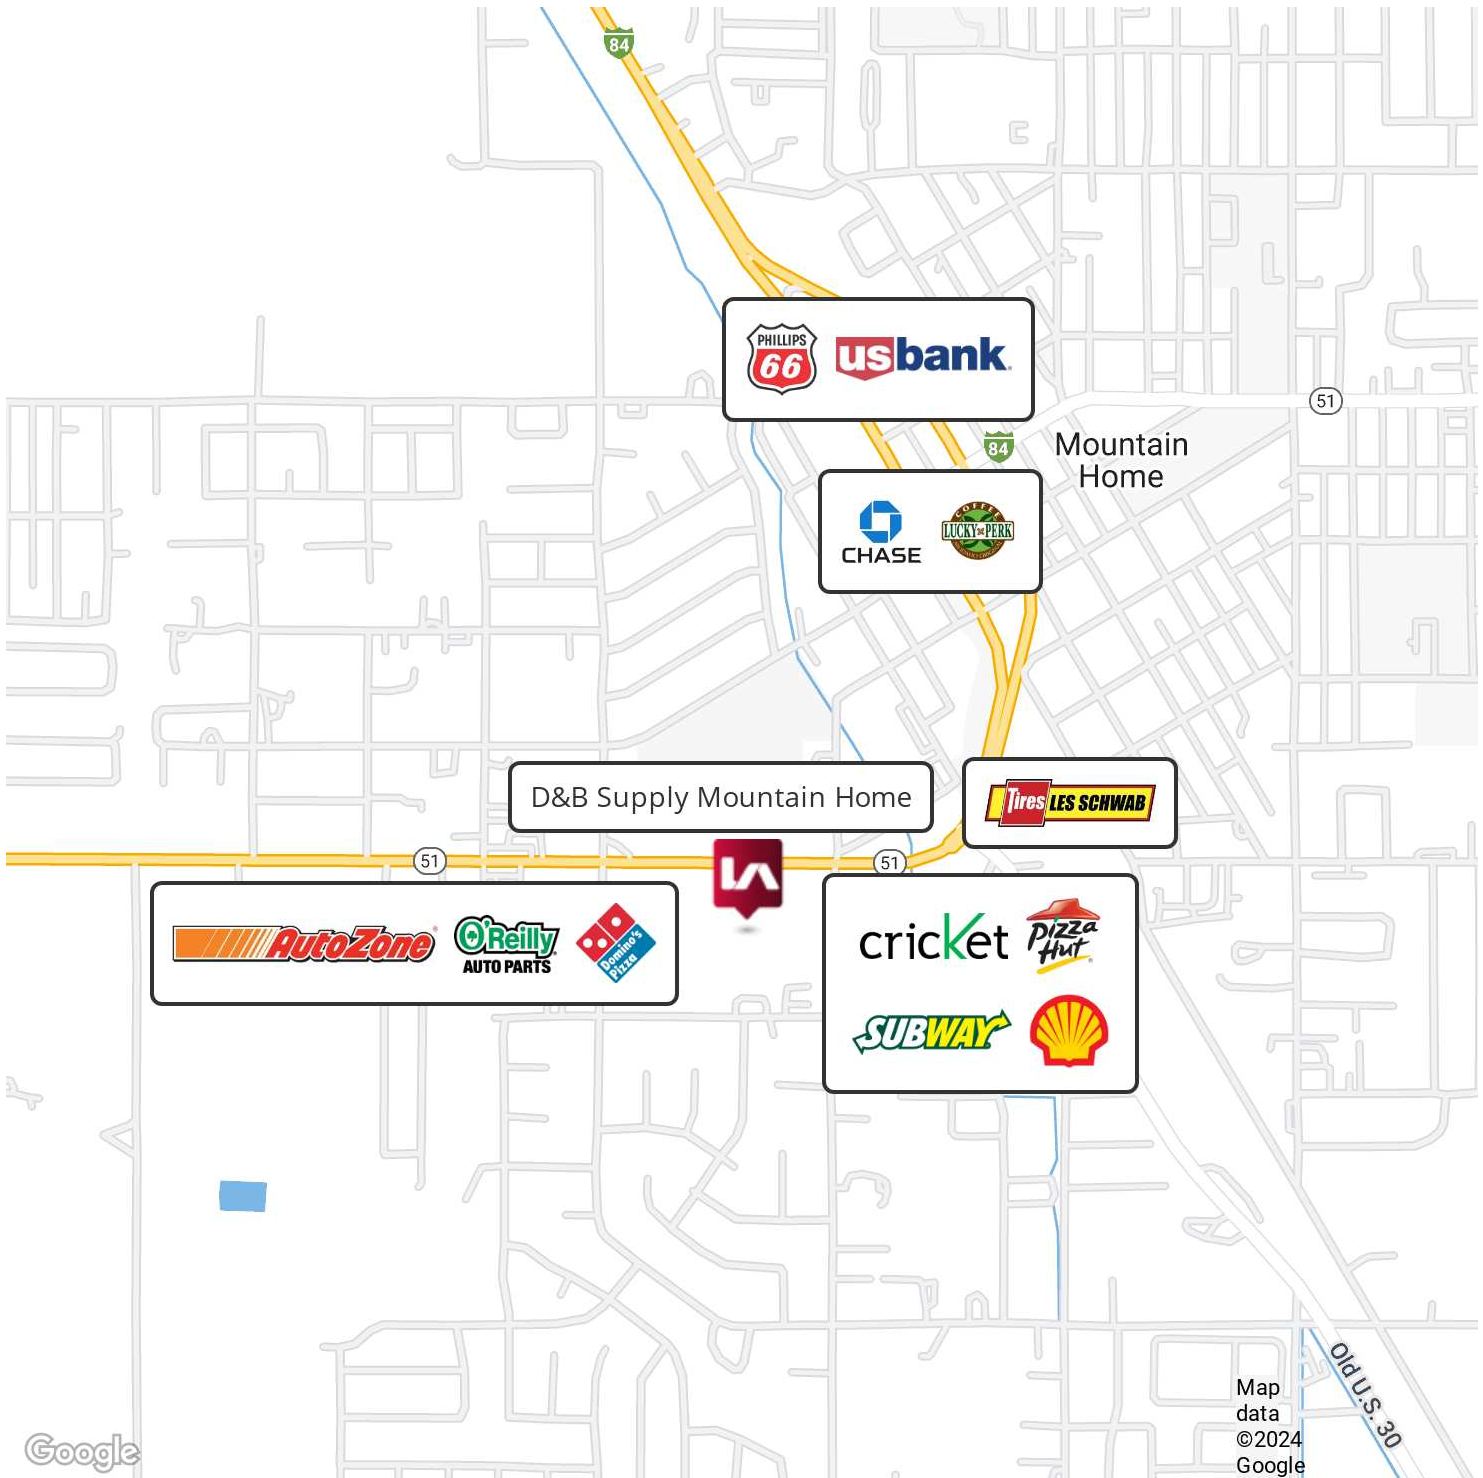 84
PHILLIPS
66
usbank
51
84
Mountain
Home
CHASE
COFFEE
LUCKY PERK
D&B Supply Mountain Home
Tires LES SCHWAB
51
51
AutoZone
O'Reilly
AUTO PARTS
Domino's
Pizza
cricket
Pizza
Hut
SUBWAY
Old U.S. 30
Map
data
©2024
Google
Google